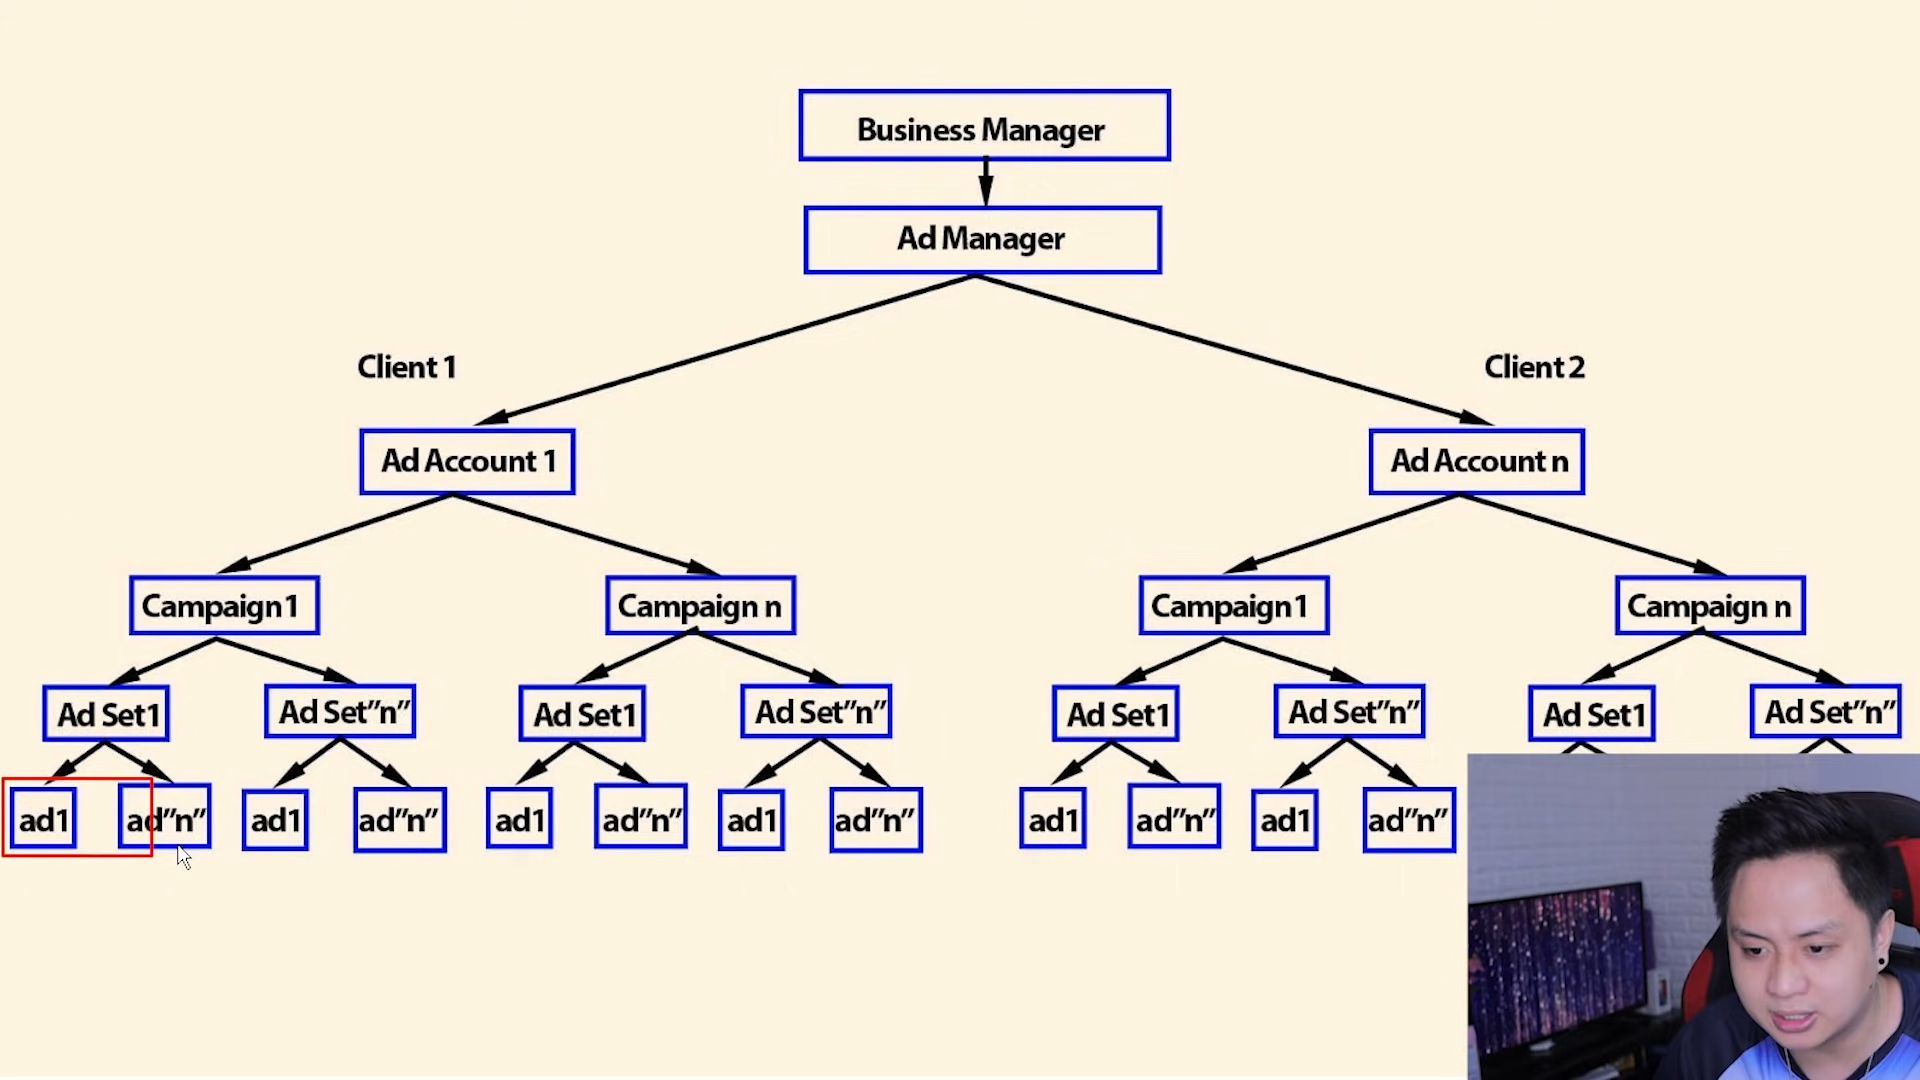 Business Manager
Ad Manager
Client 1
Client 2
Ad Account 1
Ad Account n
Campaign 1
Campaign n
Campaign 1
Campaign n
Ad Set1
Ad Set"n"
Ad Set1
Ad Set"n"
Ad Set1
Ad Set"n"
Ad Set1
Ad Set"n"
ad1
ad"n"
ad1
ad"n"
ad1
ad"n"
ad1
ad"n"
ad1
ad"n"
ad1
ad"n"